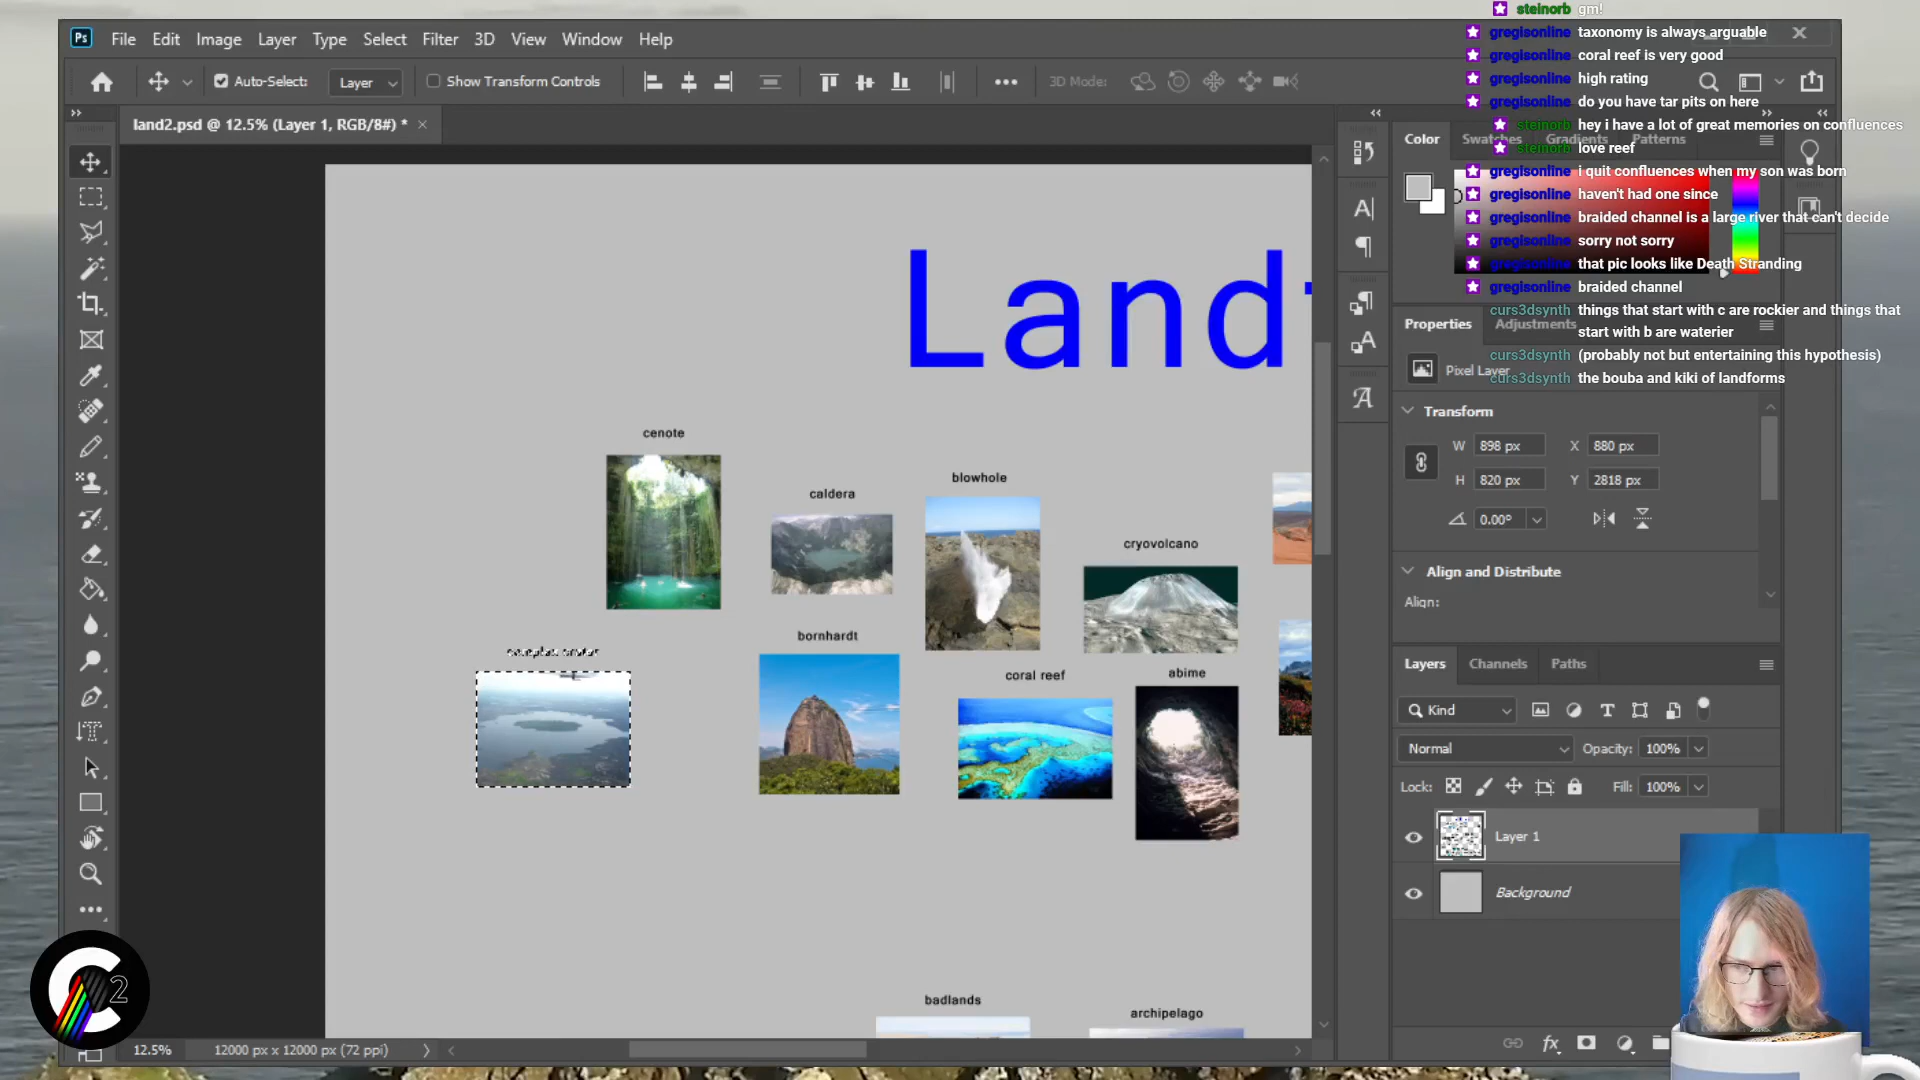 steinorb gm!
gregisonline taxonomy is always arguable
gregisonline coral reef is very good
gregisonline high rating
gregisonline do you have tar pits on here
steinorb hey i have a lot of great memories on confluences
steinorb love reef
gregisonline i quit confluences when my son was born
gregisonline haven't had one since
gregisonline braided channel is a large river that can't decide
gregisonline sorry not sorry
gregisonline that pic looks like Death Stranding
gregisonline braided channel
curs3dsynth things that start with c are rockier and things that
start with b are waterier
curs3dsynth (probably not but entertaining this hypothesis)
curs3dsynth the bouba and kiki of landforms
Ps File Edit Image Layer Type Select Filter 3D View Window Help
Auto-Select: Layer Show Transform Controls 3D Mode:
land2.psd @ 12.5% (Layer 1, RGB/8#) *
Color Swatches Gradients Patterns
Land
Properties Adjustments
Pixel Layer
Transform
W 898 px X 880 px
H 820 px Y 2818 px
0.00°
Align and Distribute
Align:
cenote
blowhole
caldera
cryovolcano
bornhardt
complex crater
abime
coral reef
badlands
archipelago
Layers Channels Paths
Kind
Normal Opacity: 100%
Lock: Fill: 100%
Layer 1
Background
fx
C2
12.5% 12000 px x 12000 px (72 ppi)